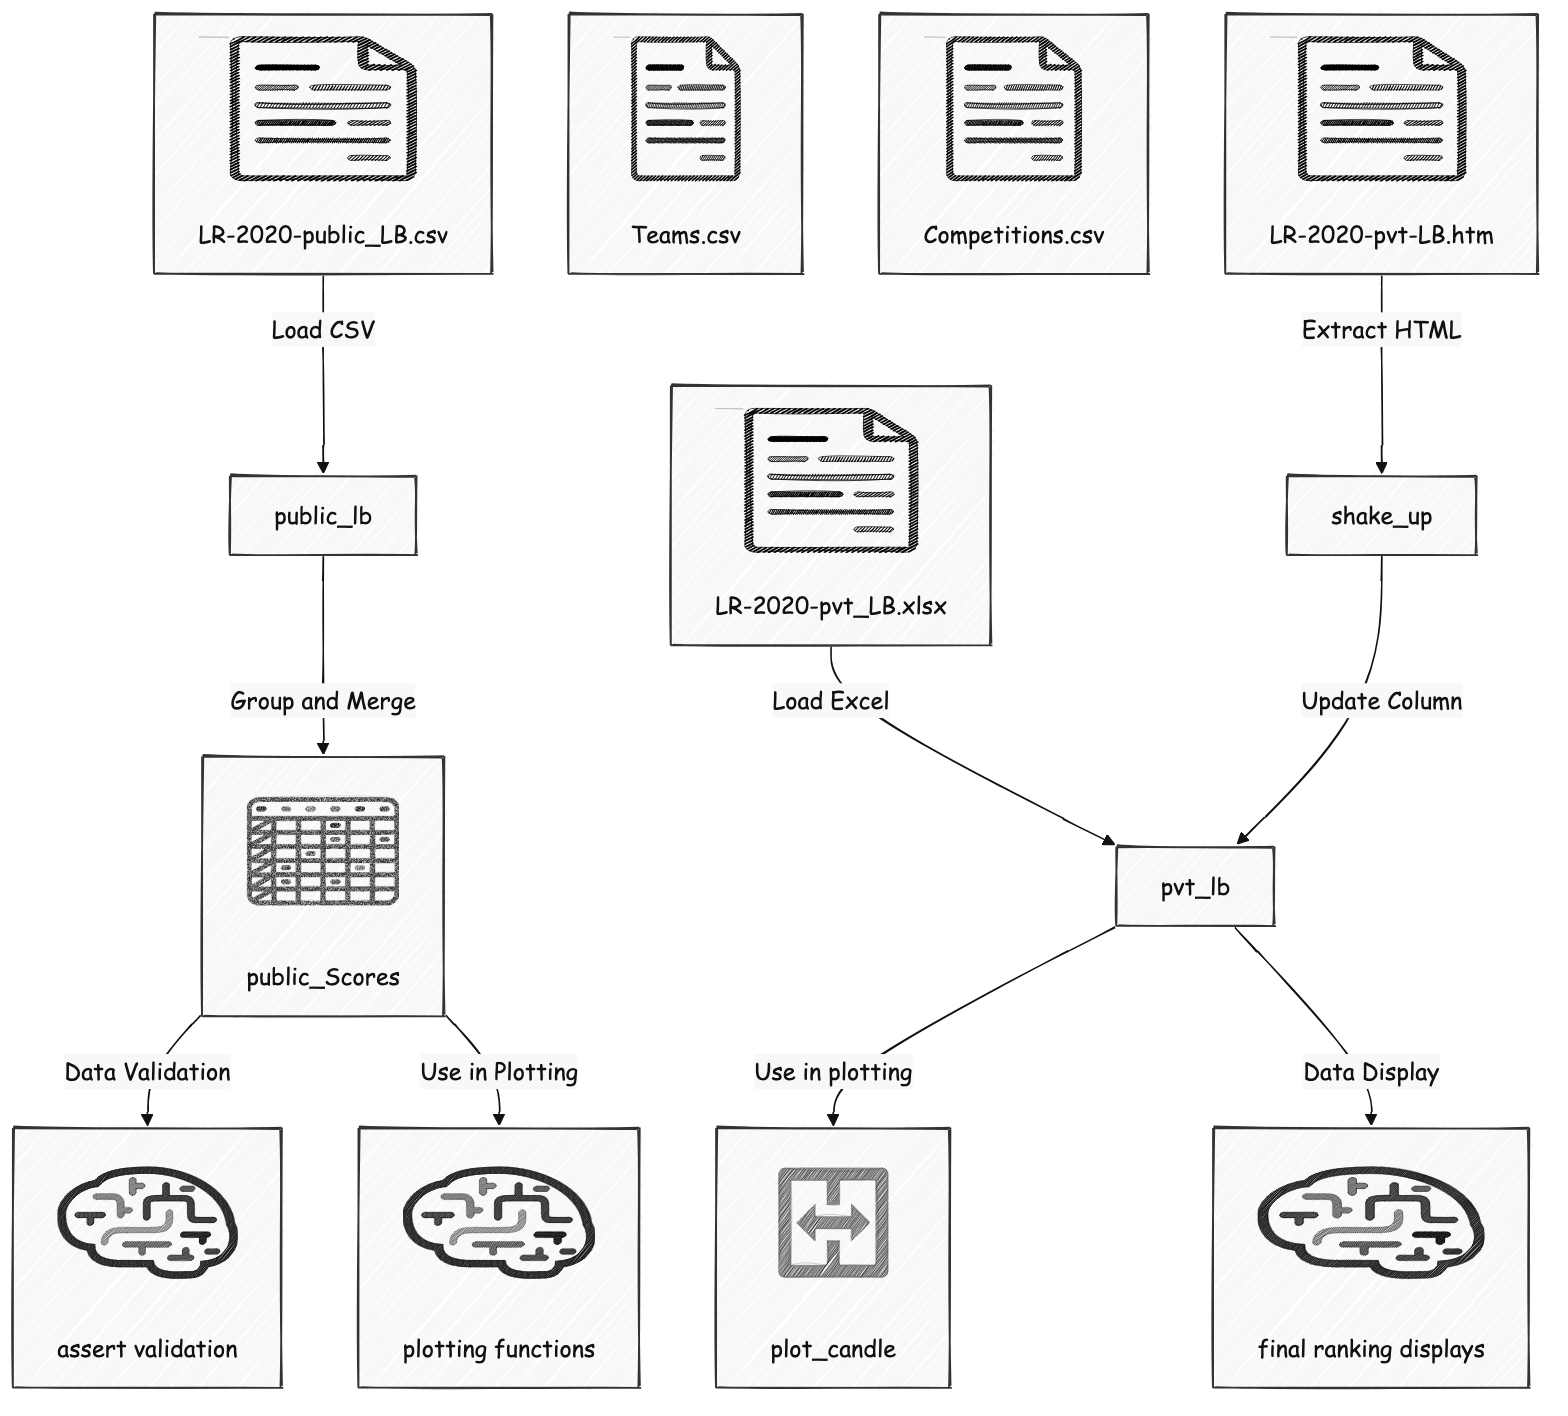 LR-2020-public_LB.csv
Teams.csv
Competitions.csv
LR-2020-pvt-LB.htm
Load CSV
Extract HTML
public_lb
shake_up
LR-2020-pvt_LB.xlsx
Group and Merge
Load Excel
Update Column
pvt_lb
public_Scores
Data Validation
Use in Plotting
Use in plotting
Data Display
assert validation
plotting functions
plot_candle
final ranking displays